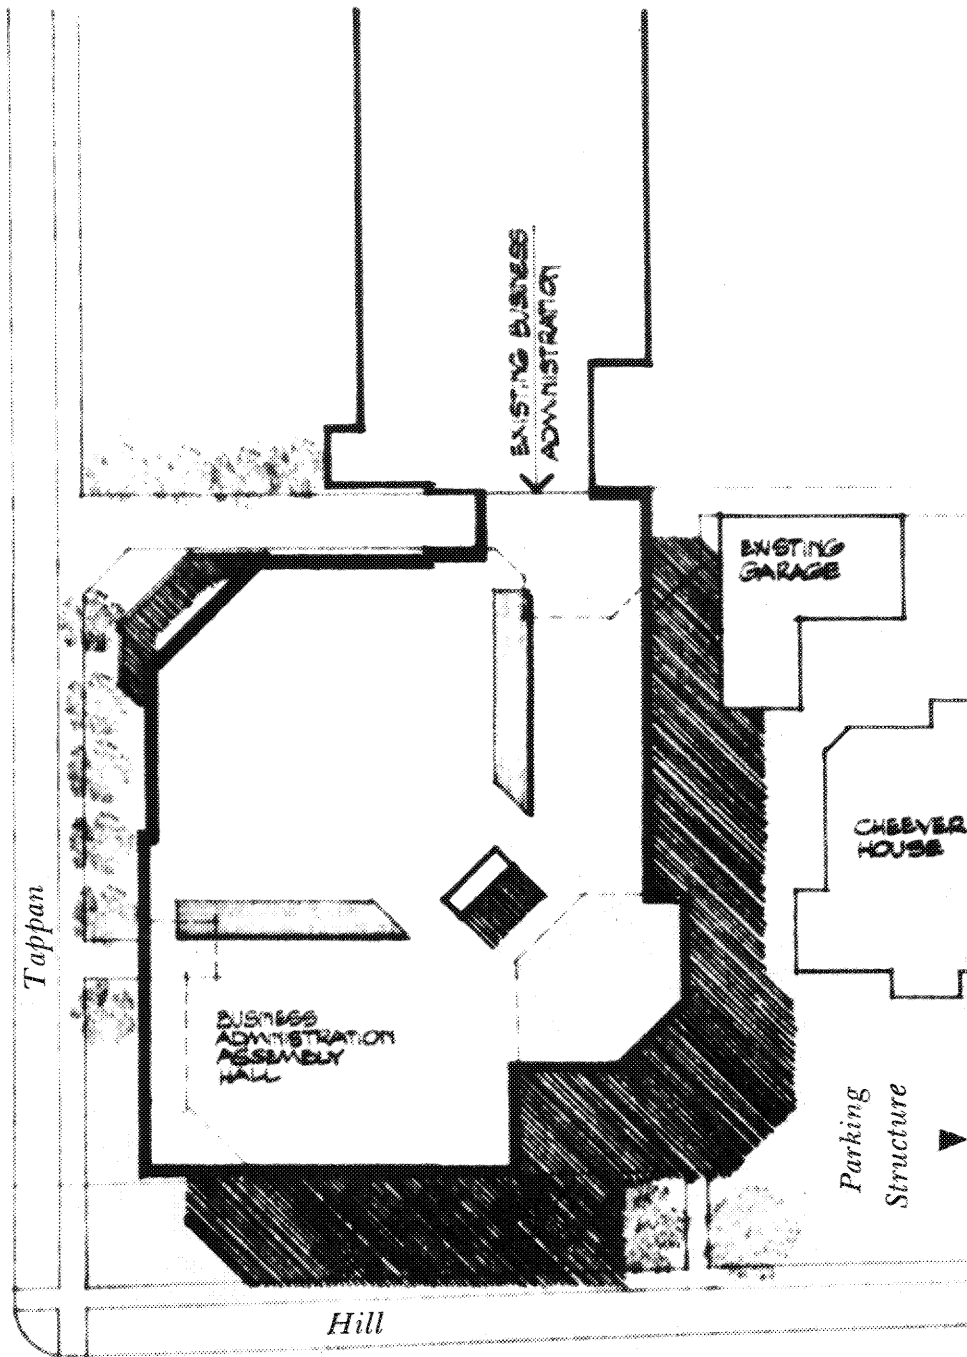 EXISTING BUSINESS
ADMINISTRATION
EXISTING
GARAGE
CHEEVER
HOUSE
Tappan
BUSINESS
ADMINISTRATION
ASSEMBLY
HALL
Parking
Structure
Hill